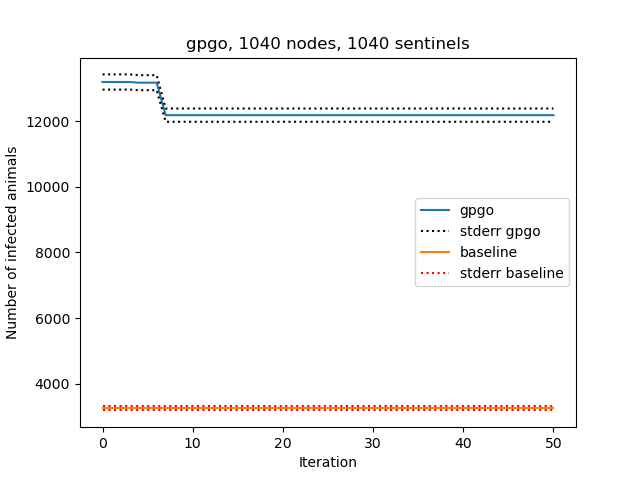 gpgo, 1040 nodes, 1040 sentinels
Number of infected animals
12000
10000
8000
6000
4000
gpgo
stderr gpgo
baseline
stderr baseline
0 10 20 30 40 50
Iteration